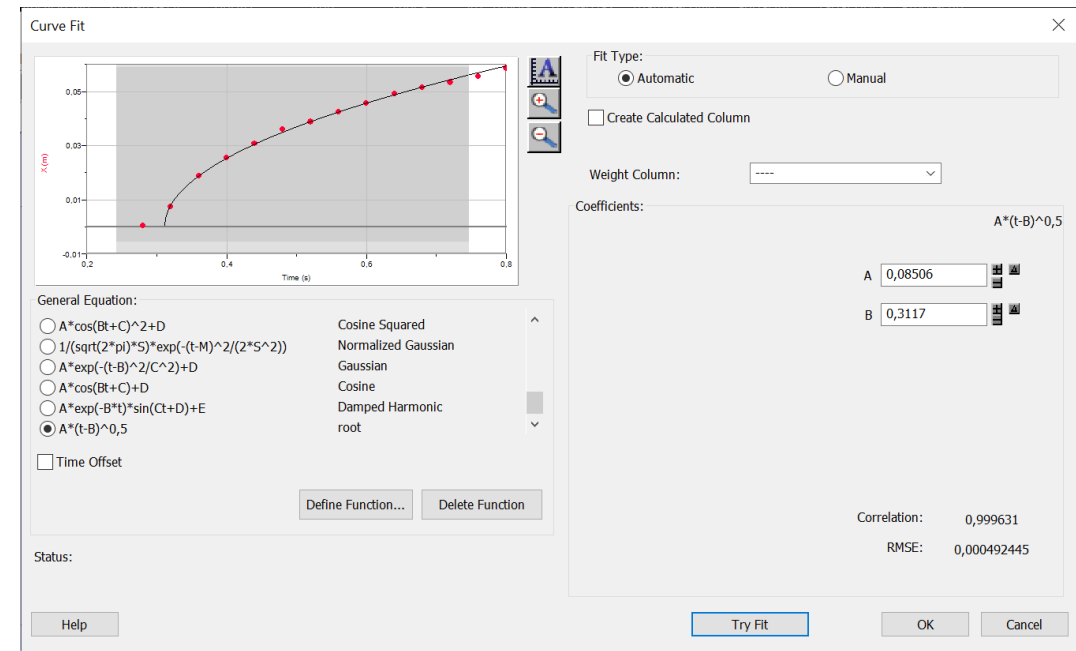 Curve Fit
0,05
0,03
0,01
-0,01
X (m)
0,2
0,4
0,6
0,8
Time (s)
A
Fit Type:
Automatic
Manual
Create Calculated Column
Weight Column:
----
Coefficients:
A*(t-B)^0,5
A
0,08506
B
0,3117
General Equation:
A*cos(Bt+C)^2+D Cosine Squared
1/(sqrt(2*pi)*S)*exp(-(t-M)^2/(2*S^2)) Normalized Gaussian
A*exp(-(t-B)^2/C^2)+D Gaussian
A*cos(Bt+C)+D Cosine
A*exp(-B*t)*sin(Ct+D)+E Damped Harmonic
A*(t-B)^0,5 root
Time Offset
Define Function...
Delete Function
Correlation: 0,999631
RMSE: 0,000492445
Status:
Help
Try Fit
OK
Cancel